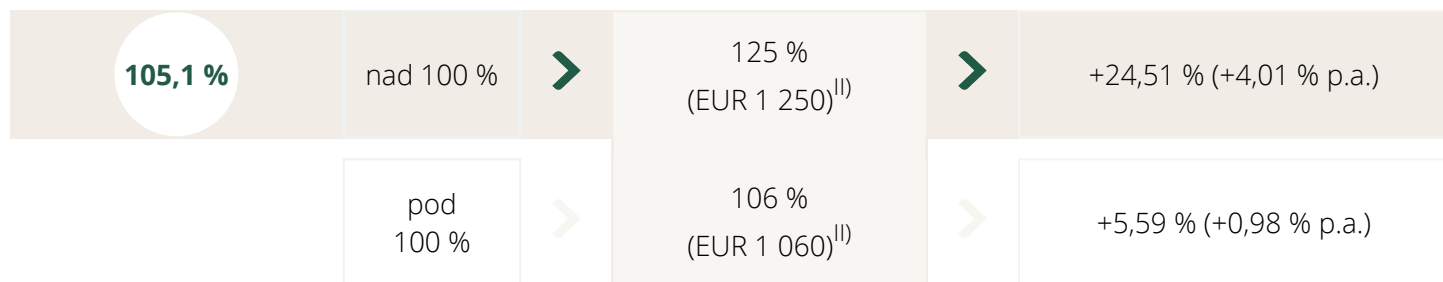 105,1 %
nad 100 %
125 %
(EUR 1 250)II)
+24,51 % (+4,01 % p.a.)
pod
100 %
106 %
(EUR 1 060)II)
+5,59 % (+0,98 % p.a.)